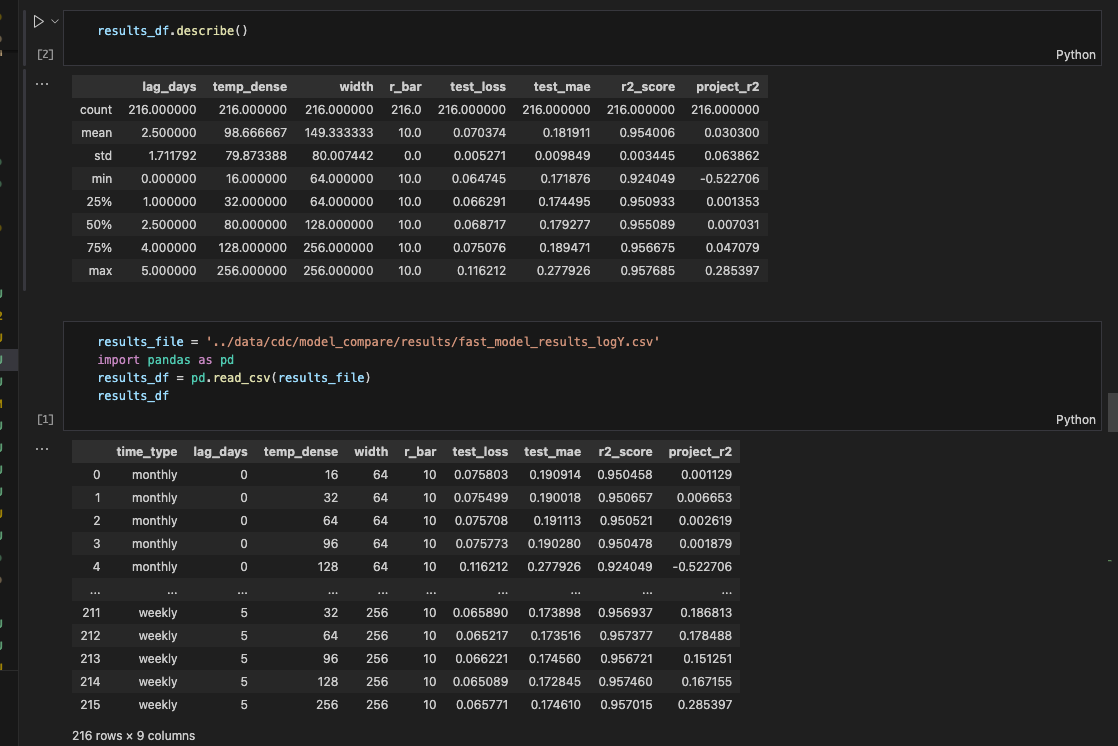 results_df.describe()
[2]
Python
...
lag_days temp_dense width r_bar test_loss test_mae r2_score project_r2
count 216.000000 216.000000 216.000000 216.0 216.000000 216.000000 216.000000 216.000000
mean 2.500000 98.666667 149.333333 10.0 0.070374 0.181911 0.954006 0.030300
std 1.711792 79.873388 80.007442 0.0 0.005271 0.009849 0.003445 0.063862
min 0.000000 16.000000 64.000000 10.0 0.064745 0.171876 0.924049 -0.522706
25% 1.000000 32.000000 64.000000 10.0 0.066291 0.174495 0.950933 0.001353
50% 2.500000 80.000000 128.000000 10.0 0.068717 0.179277 0.955089 0.007031
75% 4.000000 128.000000 256.000000 10.0 0.075076 0.189471 0.956675 0.047079
max 5.000000 256.000000 256.000000 10.0 0.116212 0.277926 0.957685 0.285397
results_file = '../data/cdc/model_compare/results/fast_model_results_logY.csv'
import pandas as pd
results_df = pd.read_csv(results_file)
results_df
[1]
Python
...
time_type lag_days temp_dense width r_bar test_loss test_mae r2_score project_r2
0 monthly 0 16 64 10 0.075803 0.190914 0.950458 0.001129
1 monthly 0 32 64 10 0.075499 0.190018 0.950657 0.006653
2 monthly 0 64 64 10 0.075708 0.191113 0.950521 0.002619
3 monthly 0 96 64 10 0.075773 0.190280 0.950478 0.001879
4 monthly 0 128 64 10 0.116212 0.277926 0.924049 -0.522706
... ... ... ... ... ... ... ... ... ...
211 weekly 5 32 256 10 0.065890 0.173898 0.956937 0.186813
212 weekly 5 64 256 10 0.065217 0.173516 0.957377 0.178488
213 weekly 5 96 256 10 0.066221 0.174560 0.956721 0.151251
214 weekly 5 128 256 10 0.065089 0.172845 0.957460 0.167155
215 weekly 5 256 256 10 0.065771 0.174610 0.957015 0.285397
216 rows × 9 columns